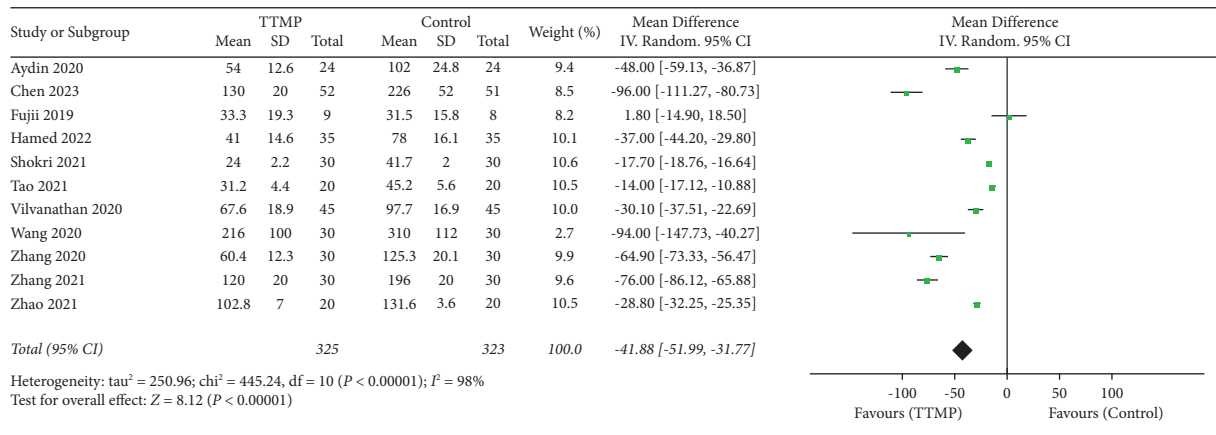 Study or Subgroup TTMP Control Weight (%) Mean Difference Mean Difference
Mean SD Total Mean SD Total IV. Random. 95% CI IV. Random. 95% CI
Aydin 2020 54 12.6 24 102 24.8 24 9.4 -48.00 [-59.13, -36.87]
Chen 2023 130 20 52 226 52 51 8.5 -96.00 [-111.27, -80.73]
Fujii 2019 33.3 19.3 9 31.5 15.8 8 8.2 1.80 [-14.90, 18.50]
Hamed 2022 41 14.6 35 78 16.1 35 10.1 -37.00 [-44.20, -29.80]
Shokri 2021 24 2.2 30 41.7 2 30 10.6 -17.70 [-18.76, -16.64]
Tao 2021 31.2 4.4 20 45.2 5.6 20 10.5 -14.00 [-17.12, -10.88]
Vilvanathan 2020 67.6 18.9 45 97.7 16.9 45 10.0 -30.10 [-37.51, -22.69]
Wang 2020 216 100 30 310 112 30 2.7 -94.00 [-147.73, -40.27]
Zhang 2020 60.4 12.3 30 125.3 20.1 30 9.9 -64.90 [-73.33, -56.47]
Zhang 2021 120 20 30 196 20 30 9.6 -76.00 [-86.12, -65.88]
Zhao 2021 102.8 7 20 131.6 3.6 20 10.5 -28.80 [-32.25, -25.35]
Total (95% CI) 325 323 100.0 -41.88 [-51.99, -31.77]
Heterogeneity: tau² = 250.96; chi² = 445.24, df = 10 (P < 0.00001); I² = 98%
Test for overall effect: Z = 8.12 (P < 0.00001)
-100 -50 0 50 100
Favours (TTMP) Favours (Control)